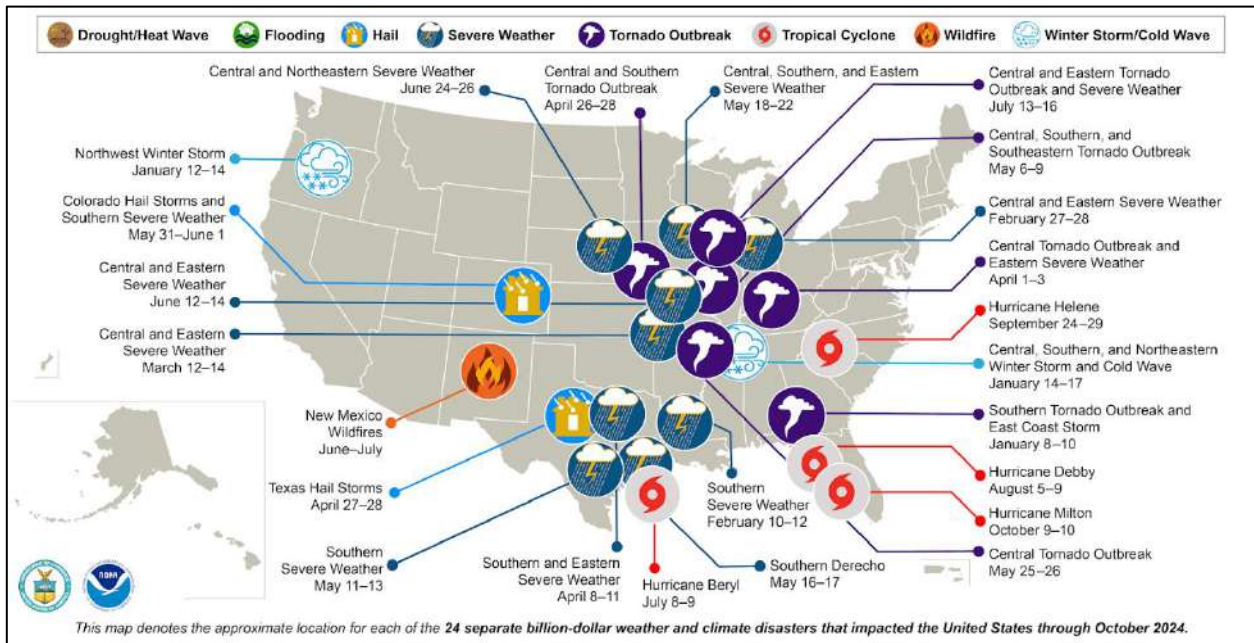 Drought/Heat Wave Flooding Hail Severe Weather Tornado Outbreak Tropical Cyclone Wildfire Winter Storm/Cold Wave
Central and Northeastern Severe Weather
June 24–26
Central and Southern
Tornado Outbreak
April 26–28
Central, Southern, and Eastern
Severe Weather
May 18–22
Central and Eastern Tornado
Outbreak and Severe Weather
July 13–16
Northwest Winter Storm
January 12–14
Central, Southern, and
Southeastern Tornado Outbreak
May 6–9
Colorado Hail Storms and
Southern Severe Weather
May 31–June 1
Central and Eastern Severe Weather
February 27–28
Central and Eastern
Severe Weather
June 12–14
Central Tornado Outbreak and
Eastern Severe Weather
April 1–3
Central and Eastern
Severe Weather
March 12–14
Hurricane Helene
September 24–29
Central, Southern, and Northeastern
Winter Storm and Cold Wave
January 14–17
New Mexico
Wildfires
June–July
Southern Tornado Outbreak and
East Coast Storm
January 8–10
Texas Hail Storms
April 27–28
Southern
Severe Weather
February 10–12
Hurricane Debby
August 5–9
Hurricane Milton
October 9–10
Southern
Severe Weather
May 11–13
Southern and Eastern
Severe Weather
April 8–11
Hurricane Beryl
July 8–9
Southern Derecho
May 16–17
Central Tornado Outbreak
May 25–26
NOAA
This map denotes the approximate location for each of the 24 separate billion-dollar weather and climate disasters that impacted the United States through October 2024.